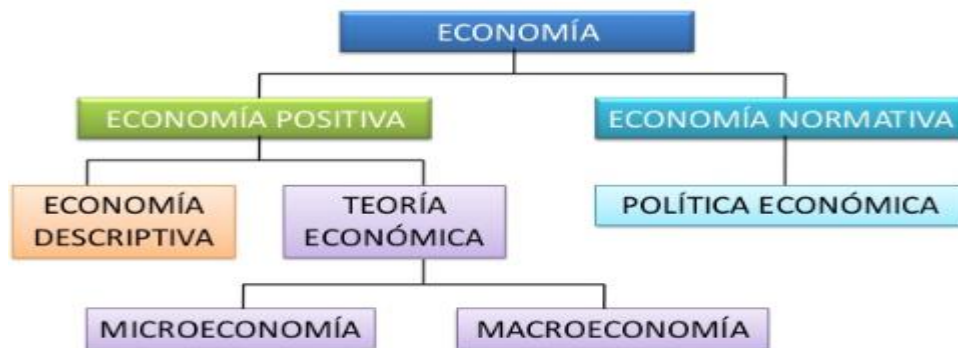 ECONOMÍA
ECONOMÍA POSITIVA
ECONOMÍA NORMATIVA
ECONOMÍA
DESCRIPTIVA
TEORÍA
ECONÓMICA
POLÍTICA ECONÓMICA
MICROECONOMÍA
MACROECONOMÍA